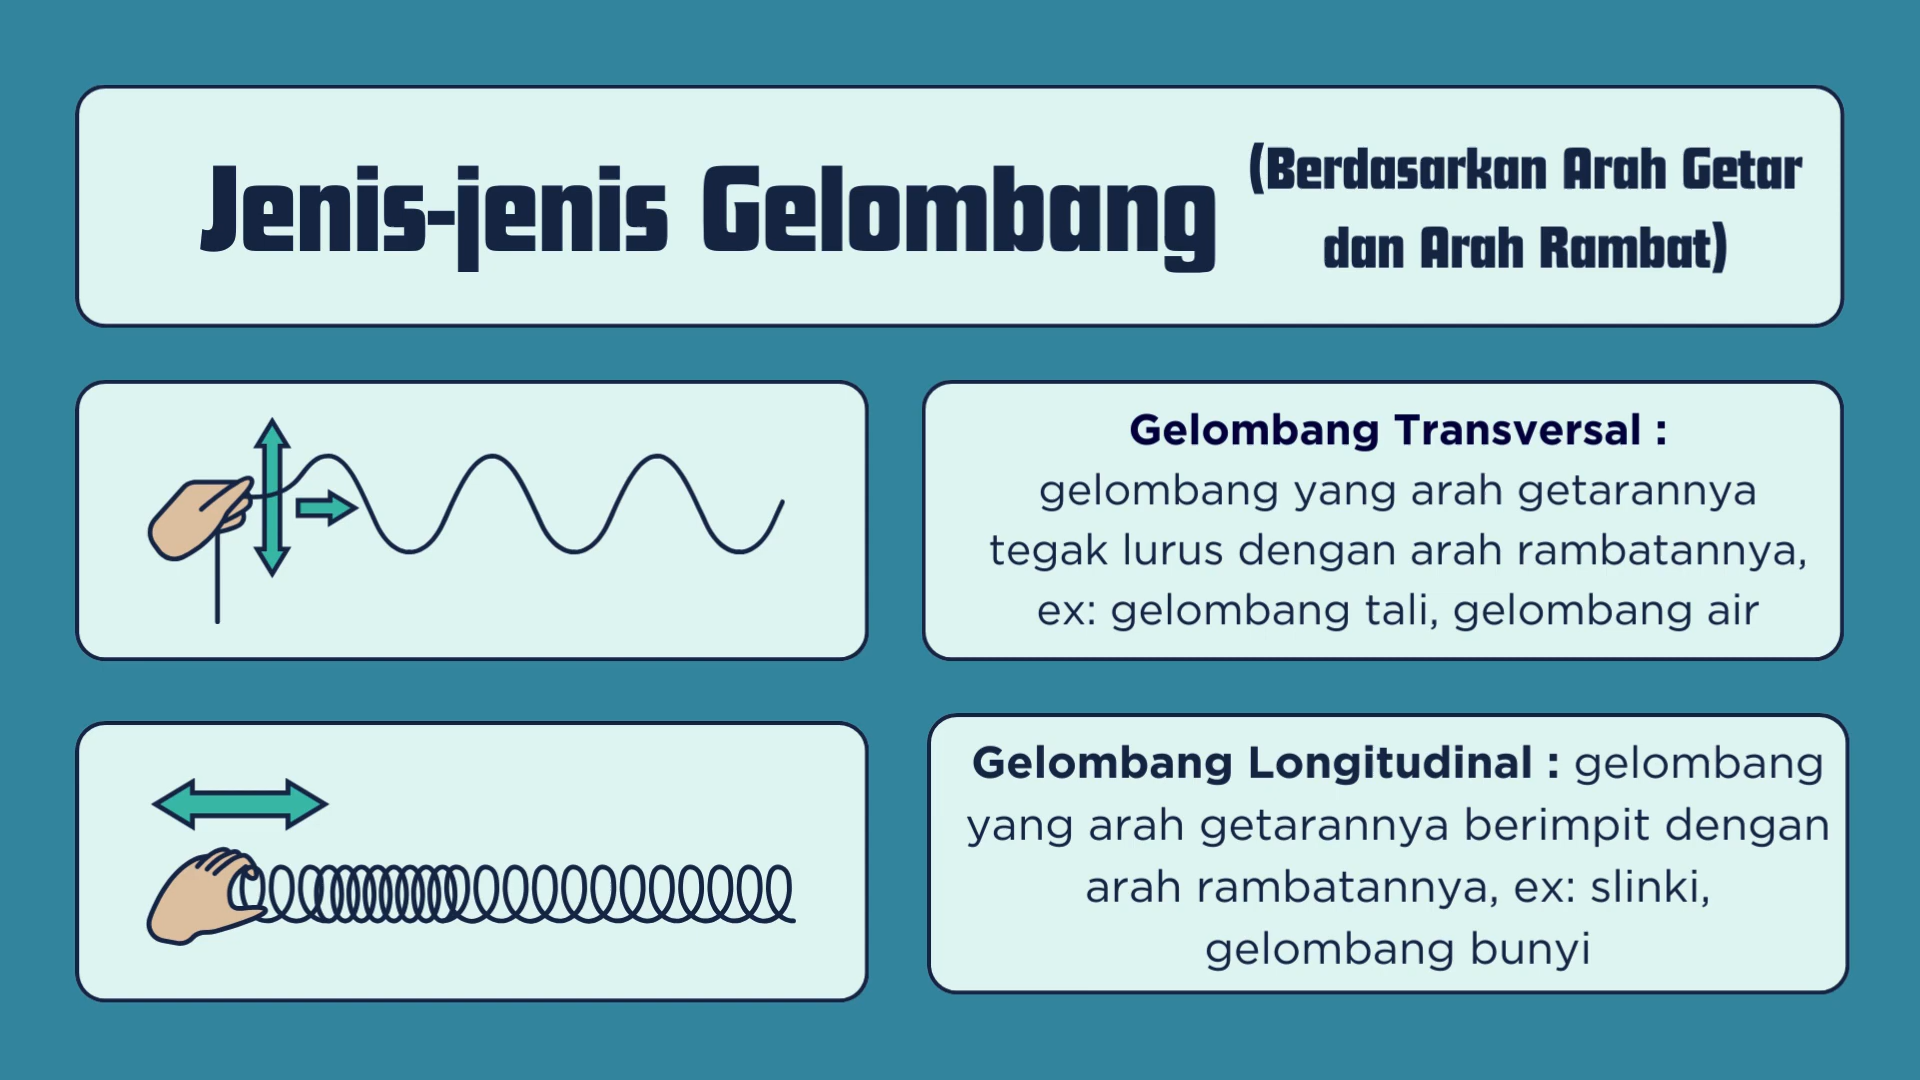 Jenis-jenis Gelombang
(Berdasarkan Arah Getar
dan Arah Rambat)
Gelombang Transversal :
gelombang yang arah getarannya
tegak lurus dengan arah rambatannya,
ex: gelombang tali, gelombang air
Gelombang Longitudinal : gelombang
yang arah getarannya berimpit dengan
arah rambatannya, ex: slinki,
gelombang bunyi